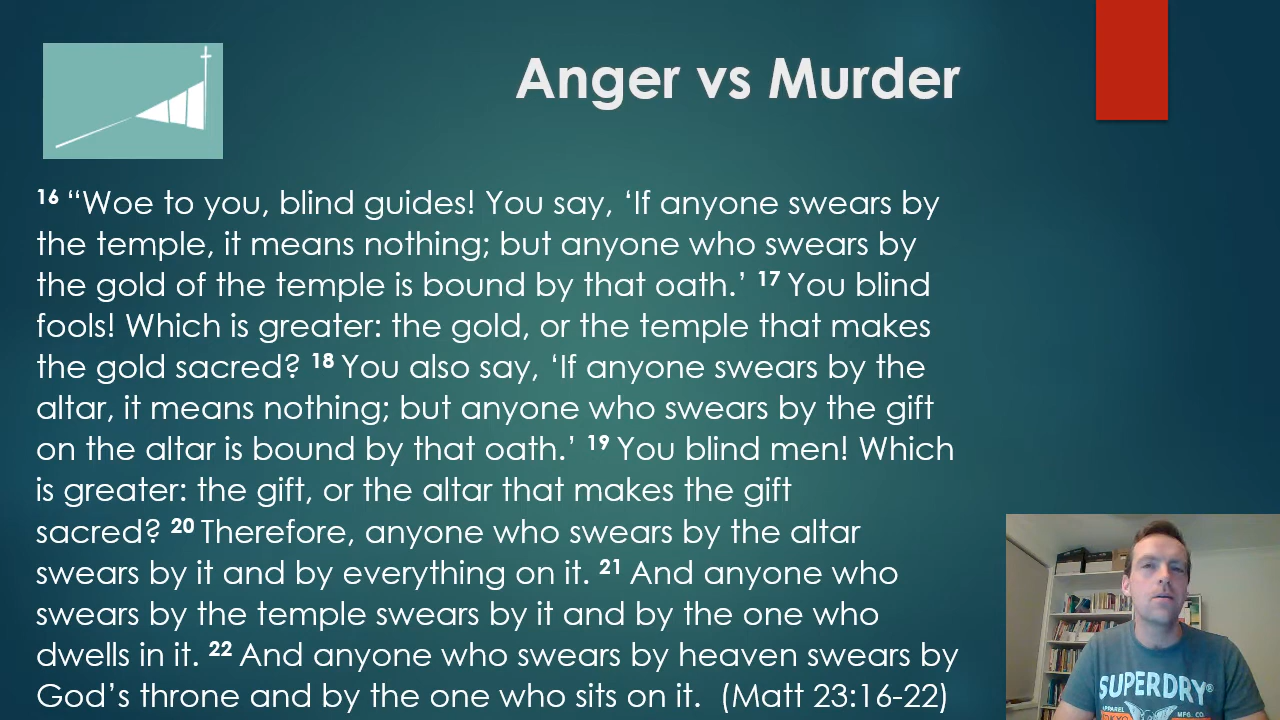 Anger vs Murder
16 “Woe to you, blind guides! You say, ‘If anyone swears by
the temple, it means nothing; but anyone who swears by
the gold of the temple is bound by that oath.’ 17 You blind
fools! Which is greater: the gold, or the temple that makes
the gold sacred? 18 You also say, ‘If anyone swears by the
altar, it means nothing; but anyone who swears by the gift
on the altar is bound by that oath.’ 19 You blind men! Which
is greater: the gift, or the altar that makes the gift
sacred? 20 Therefore, anyone who swears by the altar
swears by it and by everything on it. 21 And anyone who
swears by the temple swears by it and by the one who
dwells in it. 22 And anyone who swears by heaven swears by
God’s throne and by the one who sits on it. (Matt 23:16-22)
SUPERDRY®
APPAREL MFG. CO
TOKYO